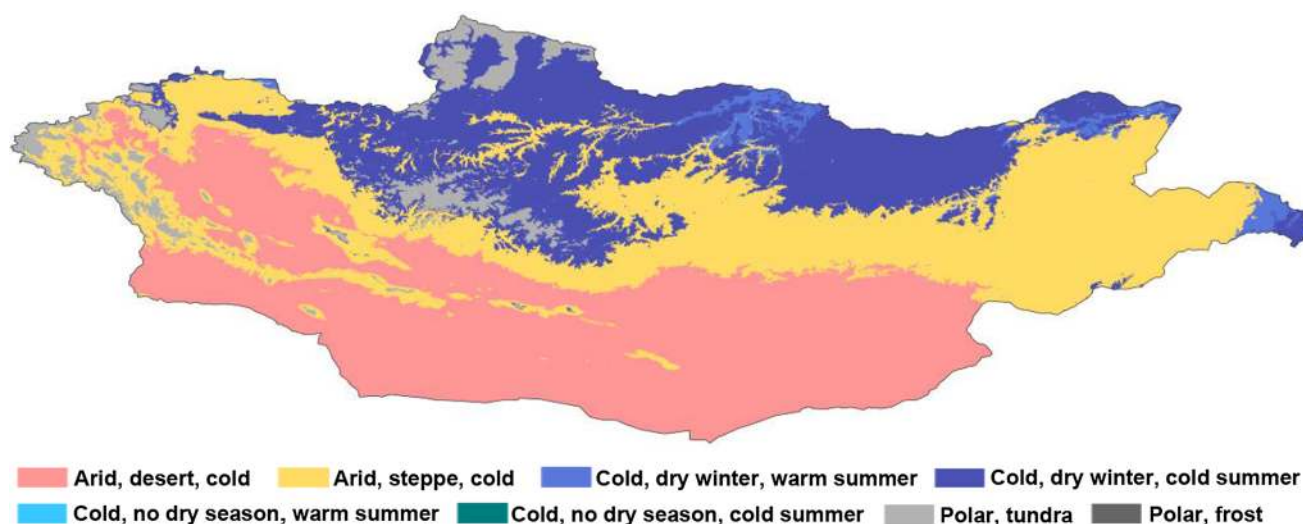 Arid, desert, cold Arid, steppe, cold Cold, dry winter, warm summer Cold, dry winter, cold summer
Cold, no dry season, warm summer Cold, no dry season, cold summer Polar, tundra Polar, frost